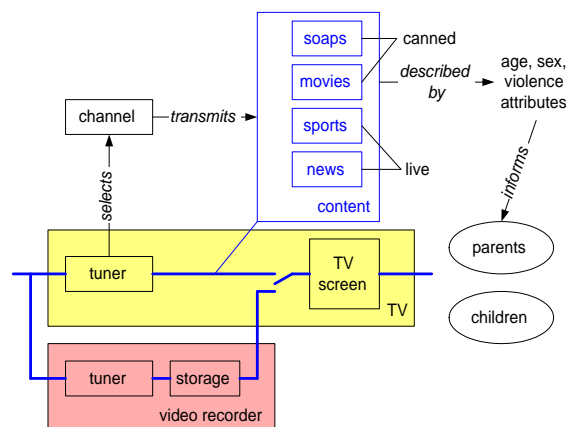 soaps
canned
movies
described
by
age, sex,
violence
attributes
channel
transmits
sports
news
live
content
selects
informs
parents
tuner
TV
screen
TV
children
tuner
storage
video recorder